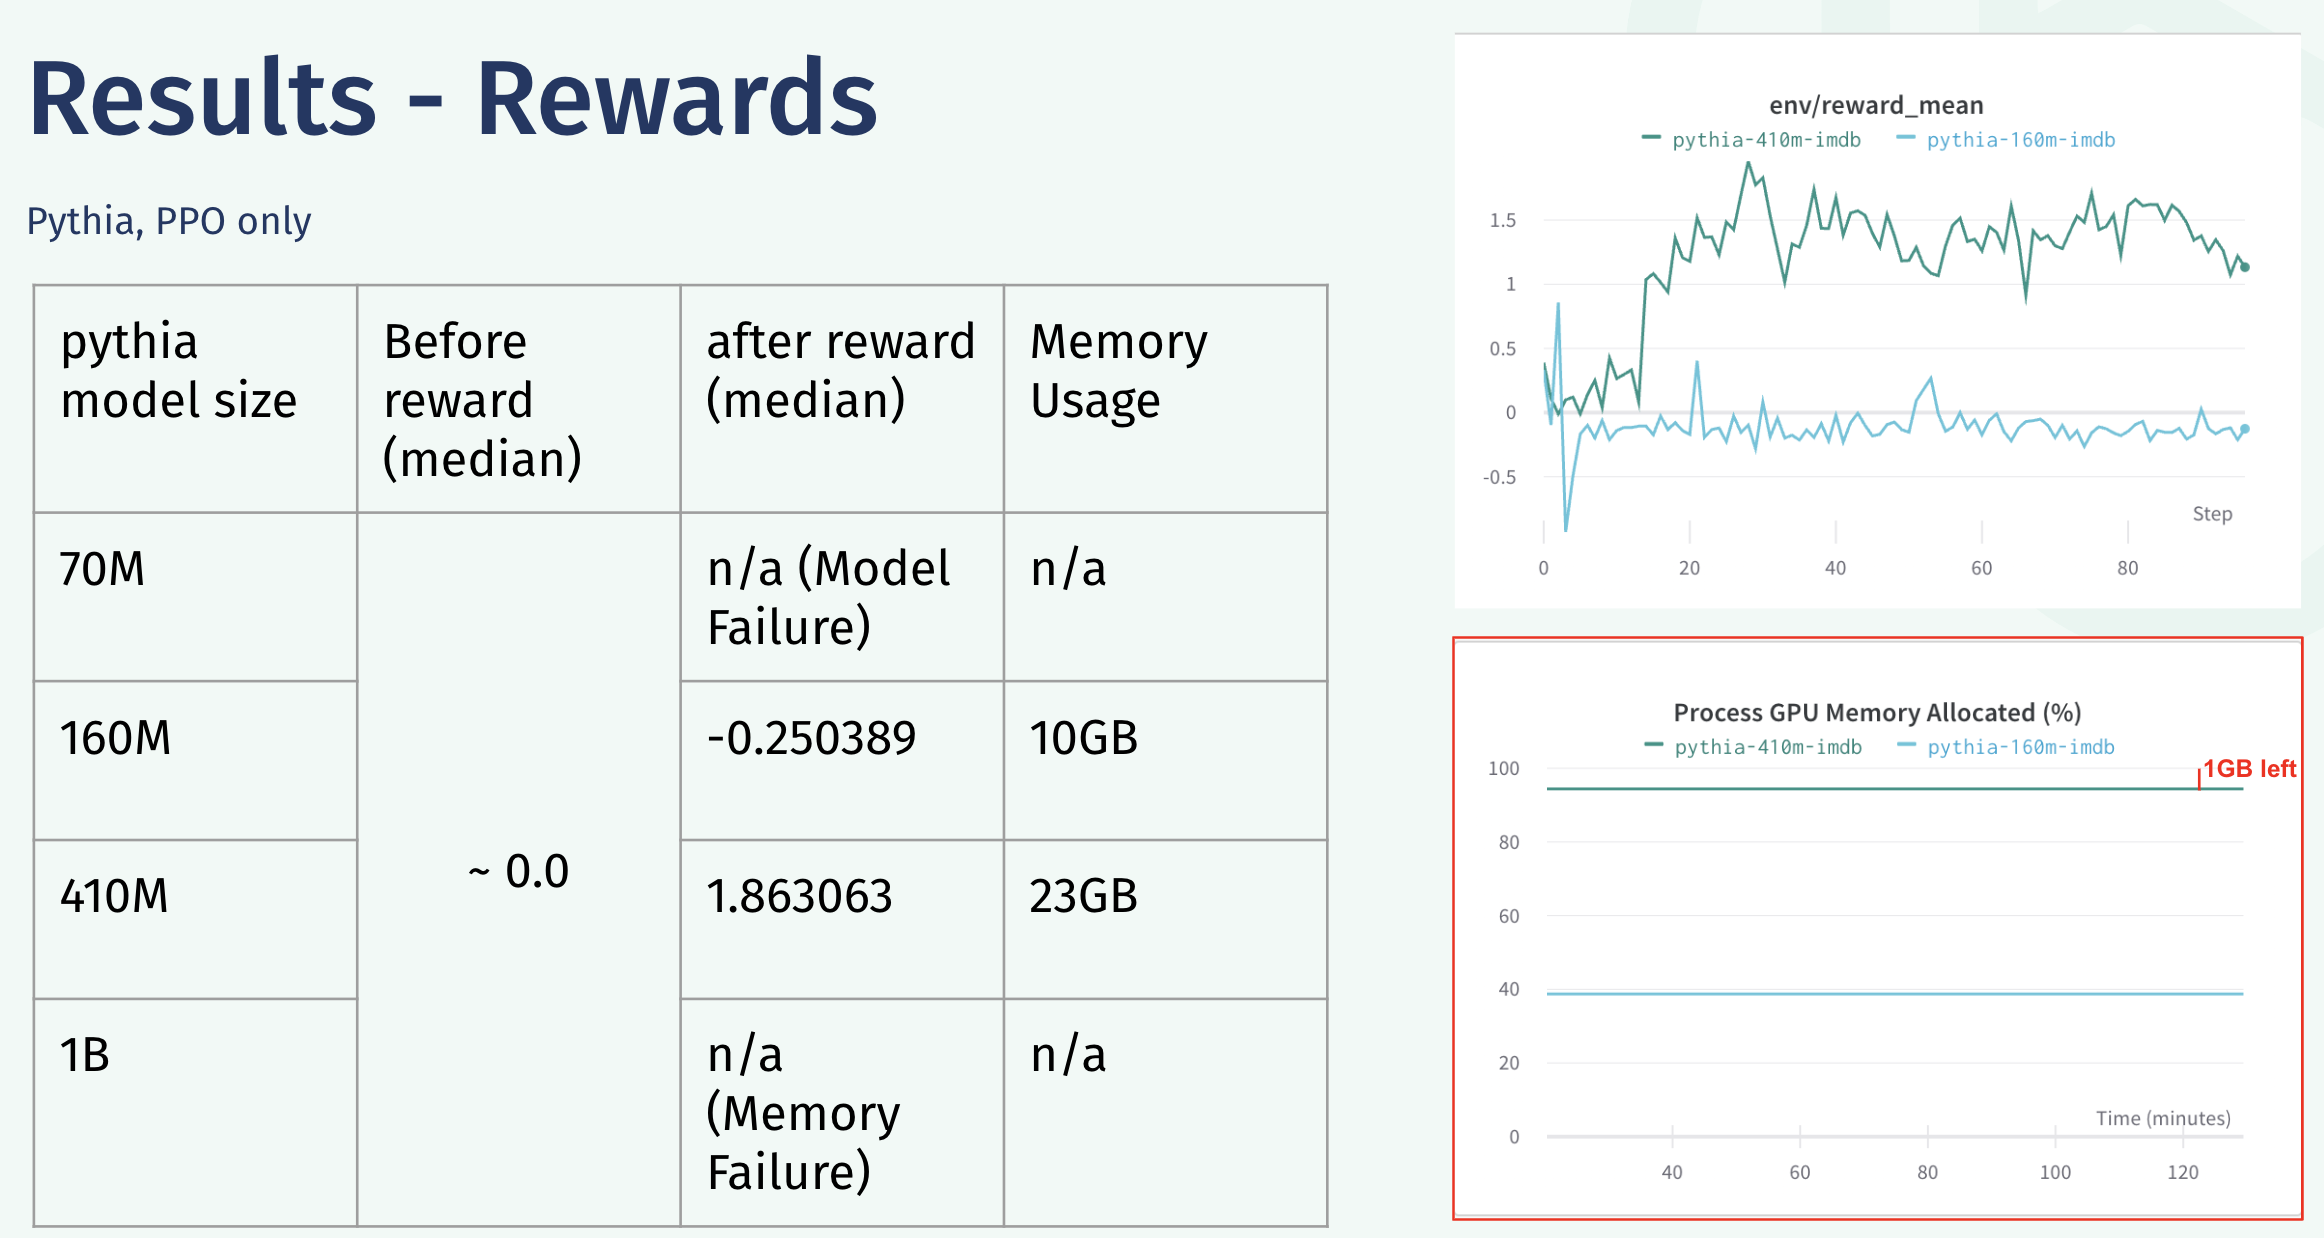 Results - Rewards
Pythia, PPO only
pythia
model size
Before
reward
(median)
after reward
(median)
Memory
Usage
70M
~ 0.0
n/a (Model
Failure)
n/a
160M
-0.250389
10GB
410M
1.863063
23GB
1B
n/a
(Memory
Failure)
n/a
env/reward_mean
pythia-410m-imdb pythia-160m-imdb
1.5
1
0.5
0
-0.5
Step
0 20 40 60 80
Process GPU Memory Allocated (%)
pythia-410m-imdb pythia-160m-imdb
100
1GB left
80
60
40
20
Time (minutes)
0
40 60 80 100 120